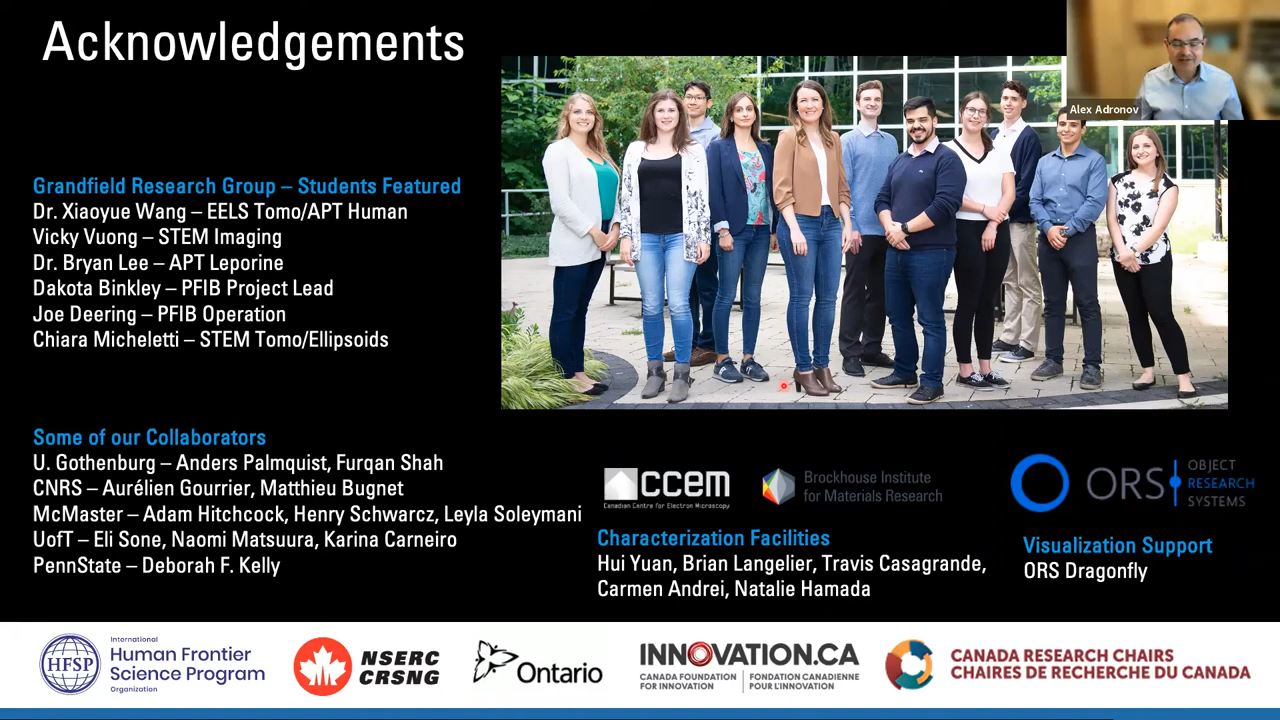 Acknowledgements
Alex Adronov
Grandfield Research Group – Students Featured
Dr. Xiaoyue Wang – EELS Tomo/APT Human
Vicky Vuong – STEM Imaging
Dr. Bryan Lee – APT Leporine
Dakota Binkley – PFIB Project Lead
Joe Deering – PFIB Operation
Chiara Micheletti – STEM Tomo/Ellipsoids
Some of our Collaborators
U. Gothenburg – Anders Palmquist, Furqan Shah
CNRS – Aurélien Gourrier, Matthieu Bugnet
McMaster – Adam Hitchcock, Henry Schwarcz, Leyla Soleymani
UofT – Eli Sone, Naomi Matsuura, Karina Carneiro
PennState – Deborah F. Kelly
ccem
Canadian Centre for Electron Microscopy
Brockhouse Institute
for Materials Research
Characterization Facilities
Hui Yuan, Brian Langelier, Travis Casagrande,
Carmen Andrei, Natalie Hamada
ORS
OBJECT
RESEARCH
SYSTEMS
Visualization Support
ORS Dragonfly
HFSP
International
Human Frontier
Science Program
Organization
NSERC
CRSNG
Ontario
INNOVATION.CA
CANADA FOUNDATION
FOR INNOVATION
FONDATION CANADIENNE
POUR L'INNOVATION
CANADA RESEARCH CHAIRS
CHAIRES DE RECHERCHE DU CANADA